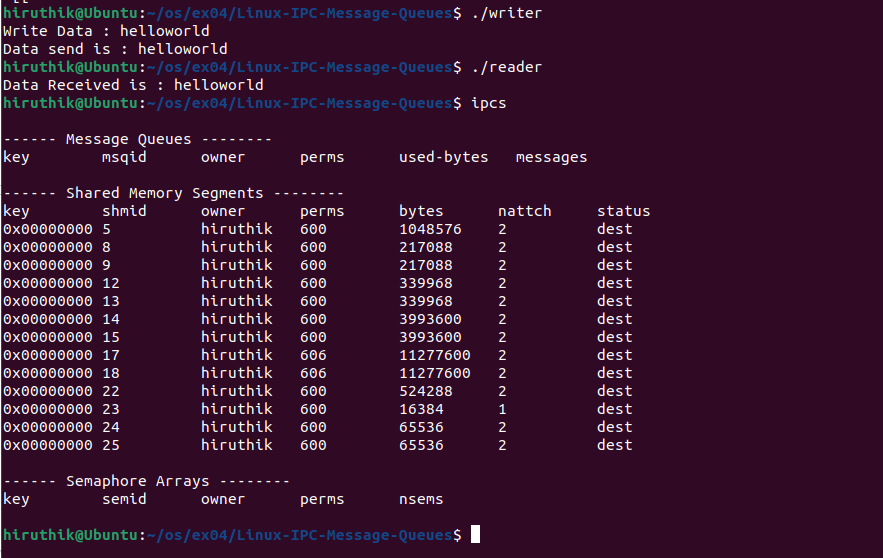 hiruthik@Ubuntu:~/os/ex04/Linux-IPC-Message-Queues$ ./writer
Write Data : helloworld
Data send is : helloworld
hiruthik@Ubuntu:~/os/ex04/Linux-IPC-Message-Queues$ ./reader
Data Received is : helloworld
hiruthik@Ubuntu:~/os/ex04/Linux-IPC-Message-Queues$ ipcs

------ Message Queues --------
key        msqid      owner      perms      used-bytes   messages

------ Shared Memory Segments --------
key        shmid      owner      perms      bytes      nattch     status
0x00000000 5          hiruthik   600        1048576    2          dest
0x00000000 8          hiruthik   600        217088     2          dest
0x00000000 9          hiruthik   600        217088     2          dest
0x00000000 12         hiruthik   600        339968     2          dest
0x00000000 13         hiruthik   600        339968     2          dest
0x00000000 14         hiruthik   600        3993600    2          dest
0x00000000 15         hiruthik   600        3993600    2          dest
0x00000000 17         hiruthik   606        11277600   2          dest
0x00000000 18         hiruthik   606        11277600   2          dest
0x00000000 22         hiruthik   600        524288     2          dest
0x00000000 23         hiruthik   600        16384      1          dest
0x00000000 24         hiruthik   600        65536      2          dest
0x00000000 25         hiruthik   600        65536      2          dest

------ Semaphore Arrays --------
key        semid      owner      perms      nsems

hiruthik@Ubuntu:~/os/ex04/Linux-IPC-Message-Queues$